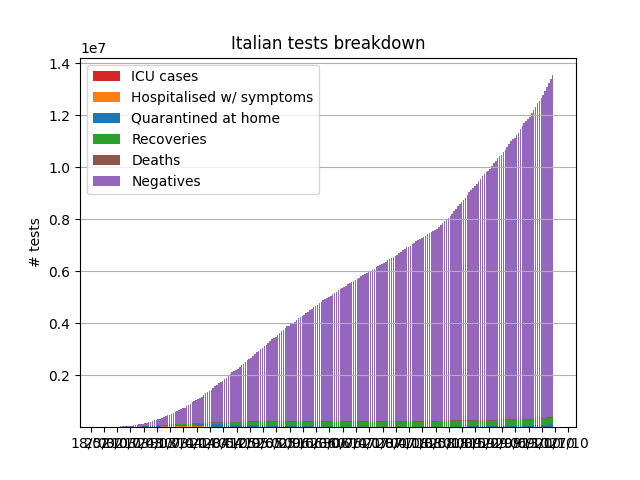 Italian tests breakdown
1e7
1.4
1.2
1.0
0.8
0.6
0.4
0.2
# tests
ICU cases
Hospitalised w/ symptoms
Quarantined at home
Recoveries
Deaths
Negatives